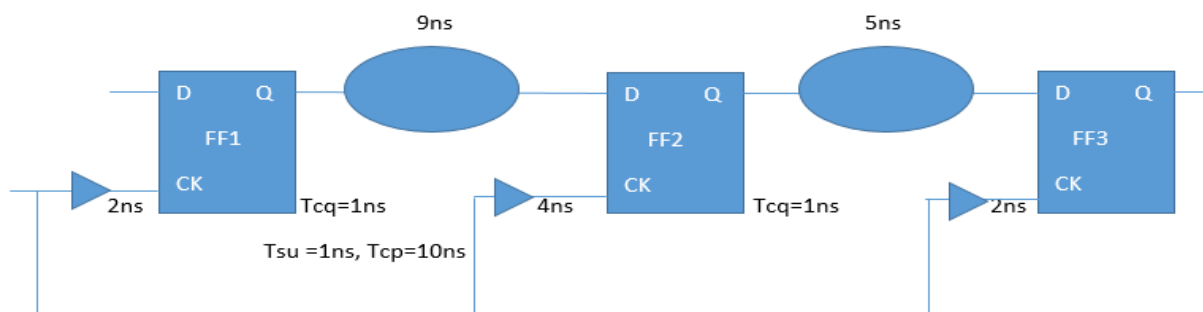 9ns
5ns
D Q
FF1
CK
2ns
Tcq=1ns
D Q
FF2
CK
4ns
Tcq=1ns
D Q
FF3
CK
2ns
Tsu =1ns, Tcp=10ns